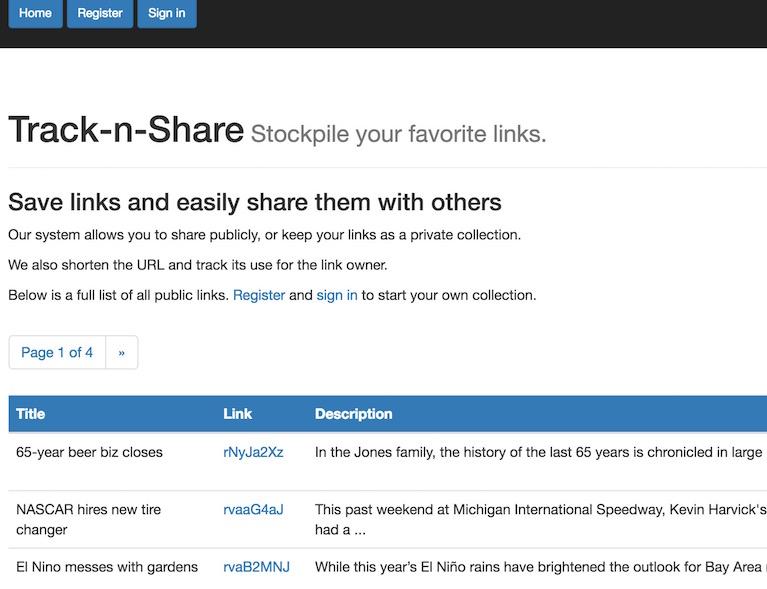 Home Register Sign in
Track-n-Share Stockpile your favorite links.
Save links and easily share them with others
Our system allows you to share publicly, or keep your links as a private collection.
We also shorten the URL and track its use for the link owner.
Below is a full list of all public links. Register and sign in to start your own collection.
Page 1 of 4 »
Title Link Description
65-year beer biz closes rNyJa2Xz In the Jones family, the history of the last 65 years is chronicled in large
NASCAR hires new tire rvaaG4aJ This past weekend at Michigan International Speedway, Kevin Harvick's
changer had a ...
El Nino messes with gardens rvaB2MNJ While this year’s El Niño rains have brightened the outlook for Bay Area